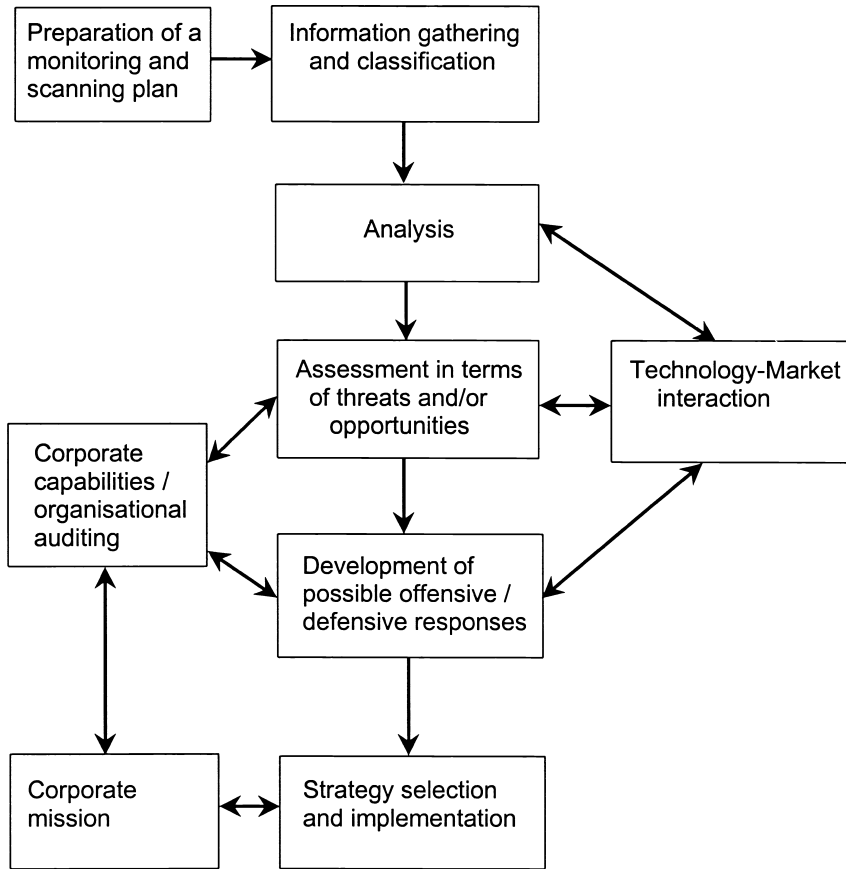 Preparation of a
monitoring and
scanning plan
Information gathering
and classification
Analysis
Assessment in terms
of threats and/or
opportunities
Technology-Market
interaction
Corporate
capabilities /
organisational
auditing
Development of
possible offensive /
defensive responses
Corporate
mission
Strategy selection
and implementation